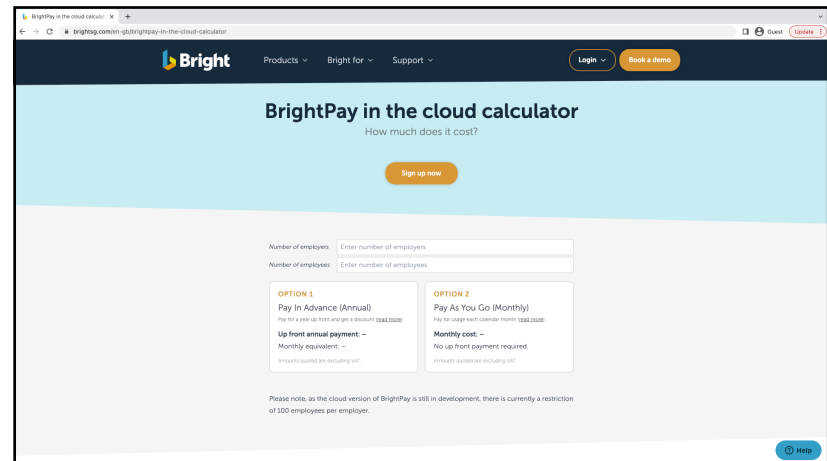 BrightPay in the cloud calculat
brightsg.com/en-gb/brightpay-in-the-cloud-calculator
Guest
Update
Bright
Products
Bright for
Support
Login
Book a demo
BrightPay in the cloud calculator
How much does it cost?
Sign up now
Number of employers
Enter number of employers
Number of employees
Enter number of employees
OPTION 1
Pay In Advance (Annual)
Pay for a year up front and get a discount (read more).
Up front annual payment: –
Monthly equivalent: –
Amounts quoted are excluding VAT.
OPTION 2
Pay As You Go (Monthly)
Pay for usage each calendar month (read more).
Monthly cost: –
No up front payment required.
Amounts quoted are excluding VAT.
Please note, as the cloud version of BrightPay is still in development, there is currently a restriction
of 100 employees per employer.
Help